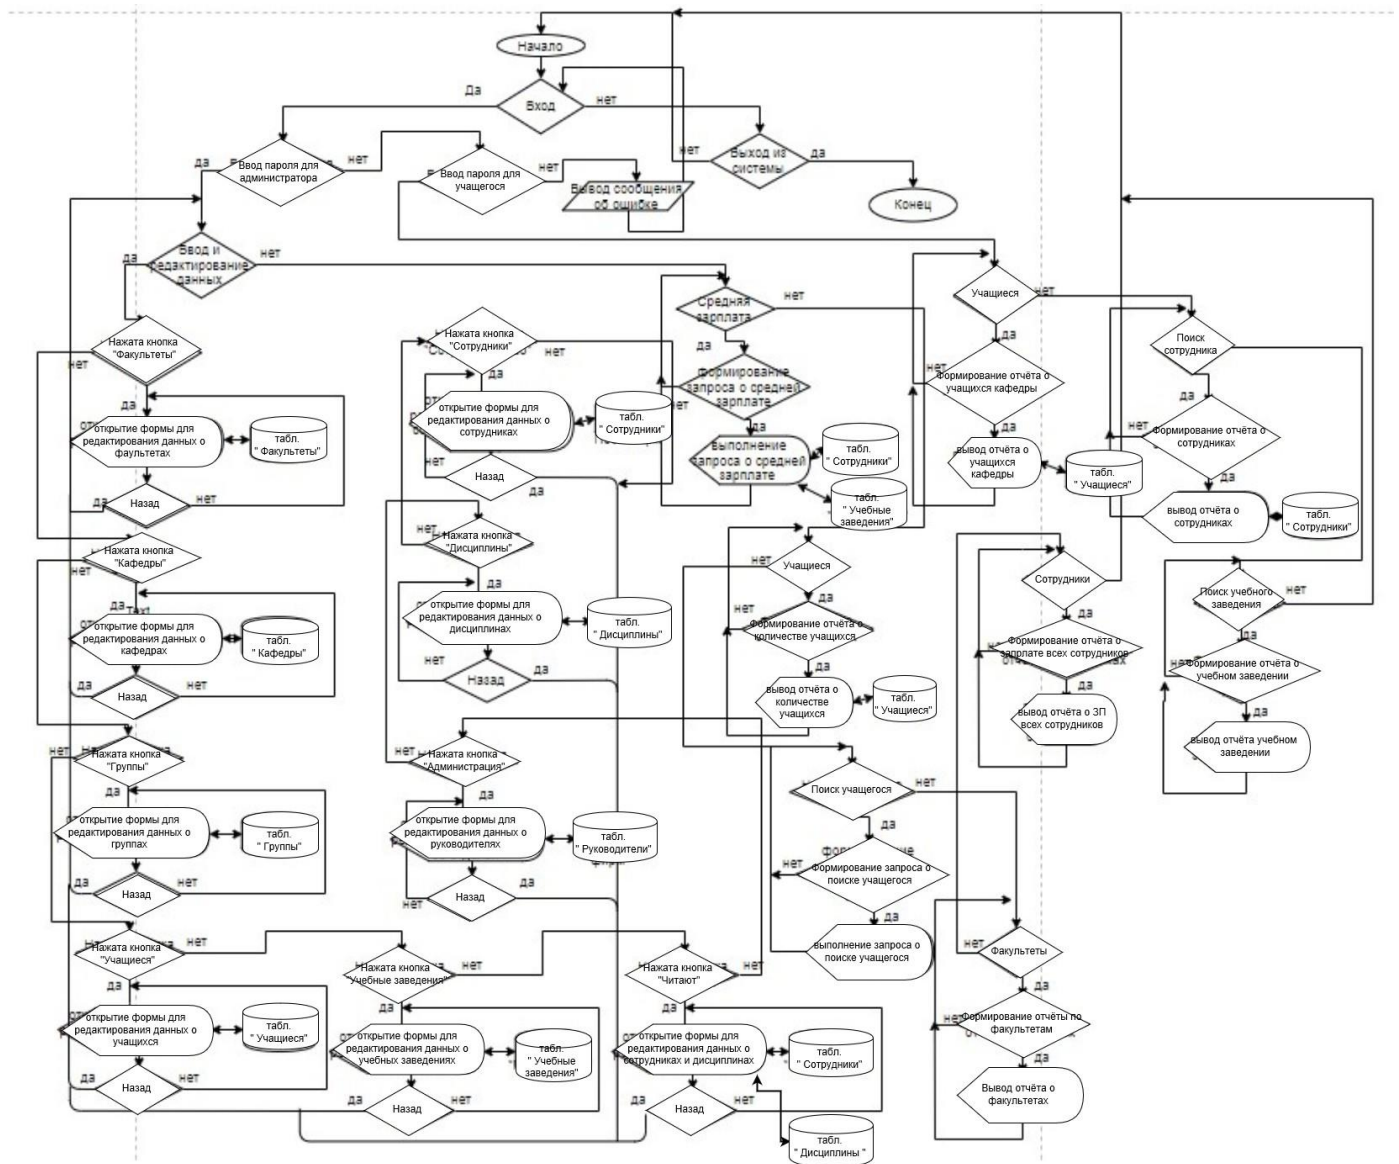 Начало
Вход
Да
нет
Ввод пароля для
администратора
да
нет
Ввод пароля для
учащегося
нет
Вывод сообщения
об ошибке
нет
Выход из
системы
да
Конец
Ввод и
редактирование
данных
да
нет
Нажата кнопка
"Факультеты"
нет
да
открытие формы для
редактирования данных о
фаультетах
табл.
" Факультеты"
да
Назад
нет
Нажата кнопка
"Кафедры"
нет
да
Text
открытие формы для
редактирования данных о
кафедрах
табл.
" Кафедры"
да
Назад
нет
нет
Нажата кнопка
"Группы"
да
открытие формы для
редактирования данных о
группах
табл.
" Группы"
да
Назад
нет
Нажата кнопка
"Учащиеся"
нет
да
открытие формы для
редактирования данных о
учащихся
табл.
" Учащиеся"
да
Назад
нет
Нажата кнопка
"Учебные заведения"
нет
да
открытие формы для
редактирования данных о
учебных заведениях
табл.
" Учебные
заведения"
да
Назад
нет
Нажата кнопка
"Читают"
нет
да
открытие формы для
редактирования данных о
сотрудниках и дисциплинах
табл.
" Сотрудники"
да
Назад
нет
табл.
" Дисциплины "
Нажата кнопка
"Сотрудники"
нет
да
открытие формы для
редактирования данных о
сотрудниках
табл.
" Сотрудники"
нет
Назад
да
нет
Нажата кнопка
"Дисциплины"
да
открытие формы для
редактирования данных о
дисциплинах
табл.
" Дисциплины"
нет
Назад
да
нет
Нажата кнопка
"Администрация"
да
открытие формы для
редактирования данных о
руководителях
табл.
" Руководители"
нет
Назад
да
Средняя
зарплата
нет
да
формирование
запроса о средней
зарплате
нет
да
выполнение
запроса о средней
зарплате
табл.
" Сотрудники"
табл.
" Учебные
заведения"
нет
Учащиеся
да
нет
Формирование отчёта о
количестве учащихся
да
вывод отчёта о
количестве
учащихся
табл.
" Учащиеся"
Поиск учащегося
нет
да
нет
Формирование запроса о
поиске учащегося
да
выполнение запроса о
поиске учащегося
нет
Факультеты
да
нет
Формирование отчёты по
факультетам
да
Вывод отчёта о
факультетах
Учащиеся
нет
да
нет
Формирование отчёта о
учащихся кафедры
да
вывод отчёта о
учащихся
кафедры
табл.
" Учащиеся"
Сотрудники
да
Формирование отчёта о
зарплате всех сотрудников
да
вывод отчёта о ЗП
всех сотрудников
Поиск
сотрудника
да
нет
Формирование отчёта о
сотрудниках
да
вывод отчёта о
сотрудниках
табл.
" Сотрудники"
Поиск учебного
заведения
нет
да
нет
Формирование отчёта о
учебном заведении
да
вывод отчёта учебном
заведении